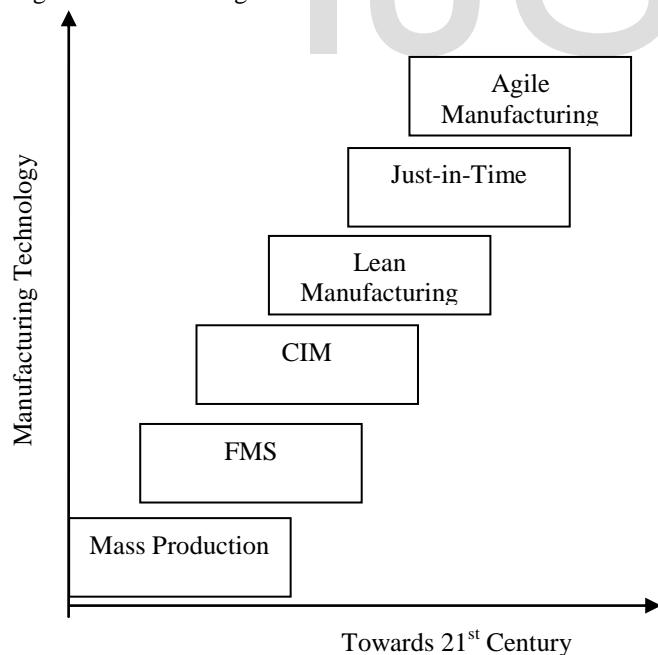 Agile
Manufacturing
Just-in-Time
Lean
Manufacturing
CIM
FMS
Mass Production
Manufacturing Technology
Towards 21st Century